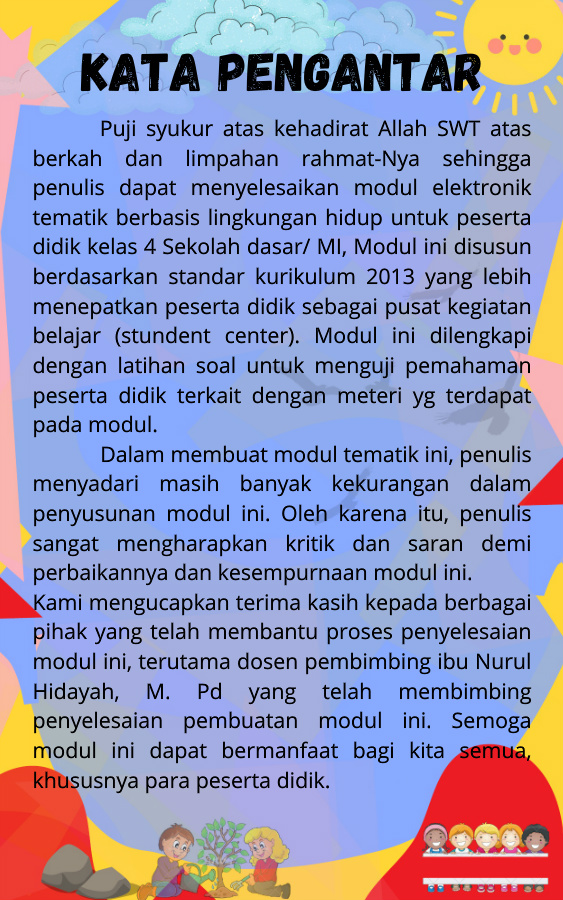 KATA PENGANTAR
Puji syukur atas kehadirat Allah SWT atas
berkah dan limpahan rahmat-Nya sehingga
penulis dapat menyelesaikan modul elektronik
tematik berbasis lingkungan hidup untuk peserta
didik kelas 4 Sekolah dasar/ MI, Modul ini disusun
berdasarkan standar kurikulum 2013 yang lebih
menepatkan peserta didik sebagai pusat kegiatan
belajar (stundent center). Modul ini dilengkapi
dengan latihan soal untuk menguji pemahaman
peserta didik terkait dengan meteri yg terdapat
pada modul.
Dalam membuat modul tematik ini, penulis
menyadari masih banyak kekurangan dalam
penyusunan modul ini. Oleh karena itu, penulis
sangat mengharapkan kritik dan saran demi
perbaikannya dan kesempurnaan modul ini.
Kami mengucapkan terima kasih kepada berbagai
pihak yang telah membantu proses penyelesaian
modul ini, terutama dosen pembimbing ibu Nurul
Hidayah, M. Pd yang telah membimbing
penyelesaian pembuatan modul ini. Semoga
modul ini dapat bermanfaat bagi kita semua,
khususnya para peserta didik.